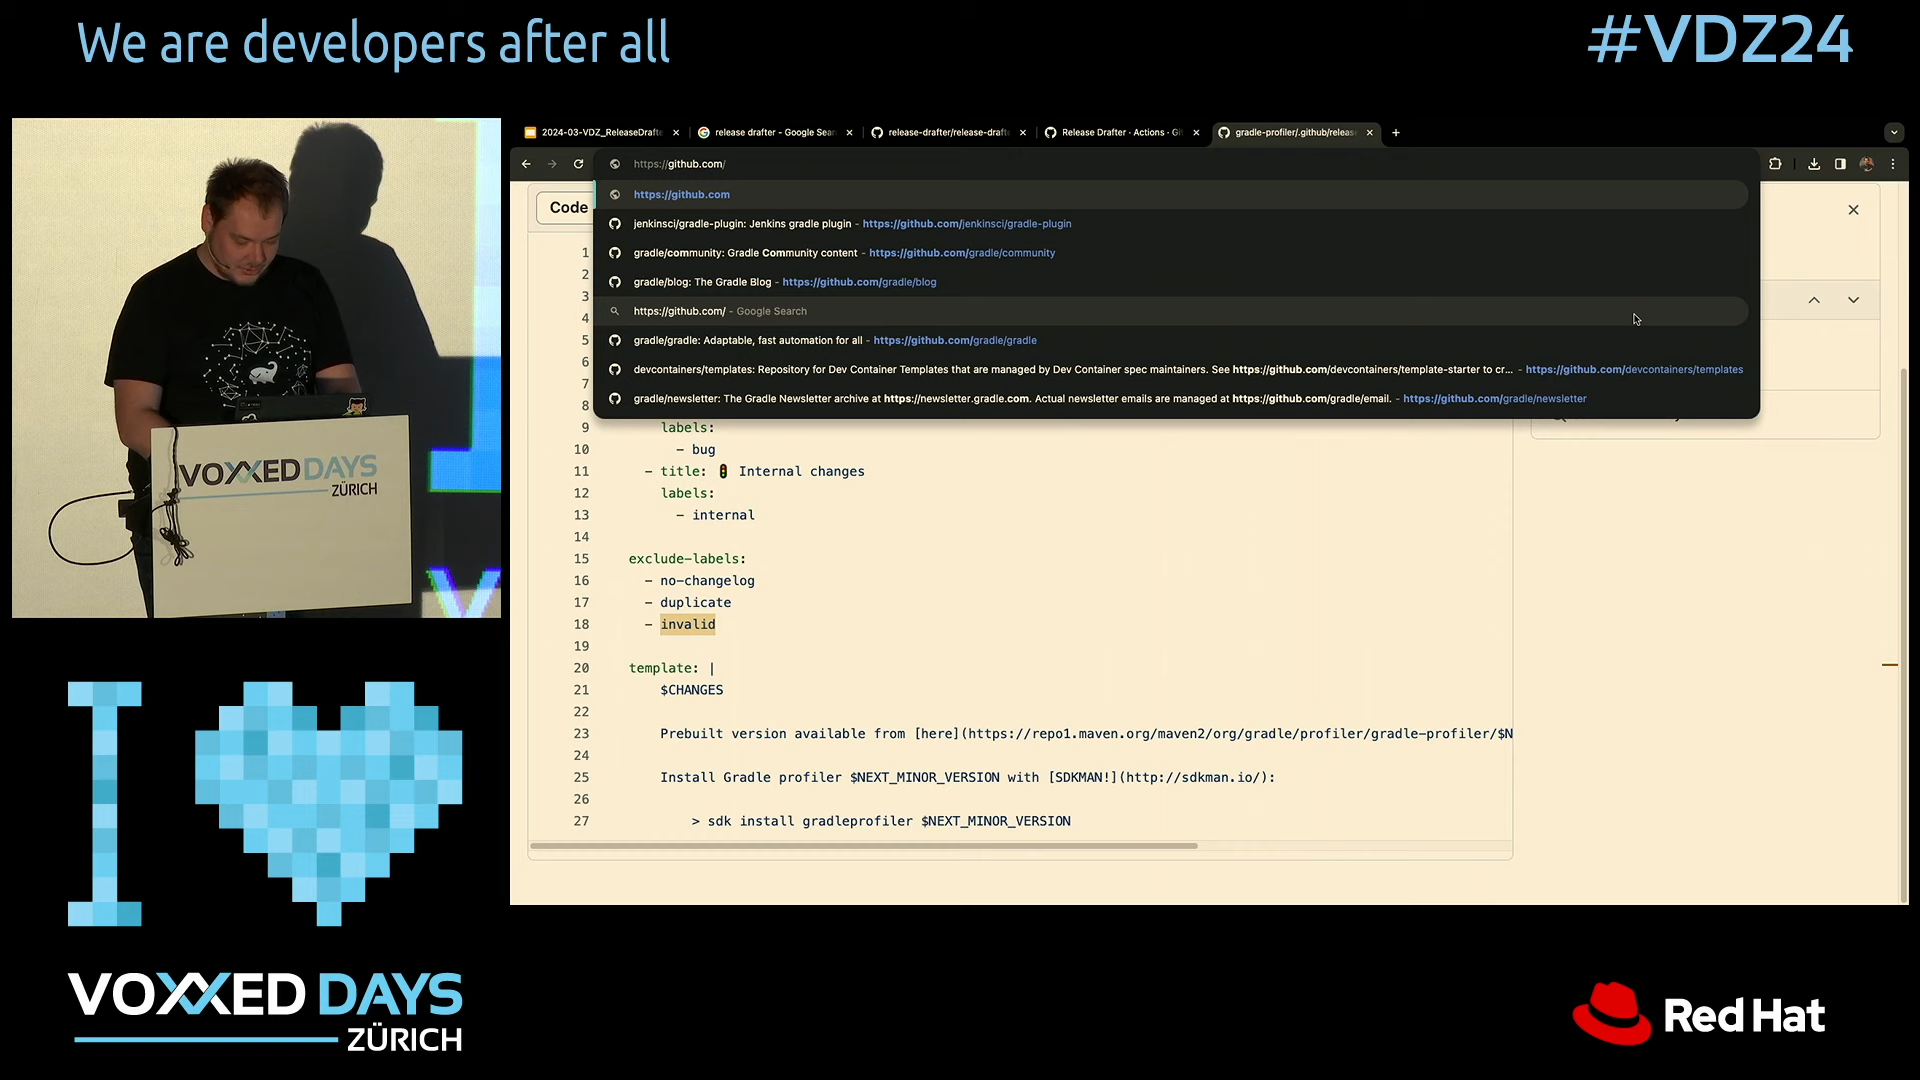 We are developers after all
#VDZ24
2024-03-VDZ_ReleaseDrafte
release drafter - Google Sear
release-drafter/release-draft
Release Drafter · Actions · Gi
gradle-profiler/.github/releas
https://github.com/
https://github.com
jenkinsci/gradle-plugin: Jenkins gradle plugin - https://github.com/jenkinsci/gradle-plugin
gradle/community: Gradle Community content - https://github.com/gradle/community
gradle/blog: The Gradle Blog - https://github.com/gradle/blog
https://github.com/ - Google Search
gradle/gradle: Adaptable, fast automation for all - https://github.com/gradle/gradle
devcontainers/templates: Repository for Dev Container Templates that are managed by Dev Container spec maintainers. See https://github.com/devcontainers/template-starter to cr... - https://github.com/devcontainers/templates
gradle/newsletter: The Gradle Newsletter archive at https://newsletter.gradle.com. Actual newsletter emails are managed at https://github.com/gradle/email. - https://github.com/gradle/newsletter
Code
1
2
3
4
5
6
7
8
9 labels:
10 - bug
11 - title: 🚦 Internal changes
12 labels:
13 - internal
14
15 exclude-labels:
16 - no-changelog
17 - duplicate
18 - invalid
19
20 template: |
21 $CHANGES
22
23 Prebuilt version available from [here](https://repo1.maven.org/maven2/org/gradle/profiler/gradle-profiler/$N
24
25 Install Gradle profiler $NEXT_MINOR_VERSION with [SDKMAN!](http://sdkman.io/):
26
27 > sdk install gradleprofiler $NEXT_MINOR_VERSION
VOXXED DAYS
ZÜRICH
I
VOXXED DAYS
ZÜRICH
Red Hat